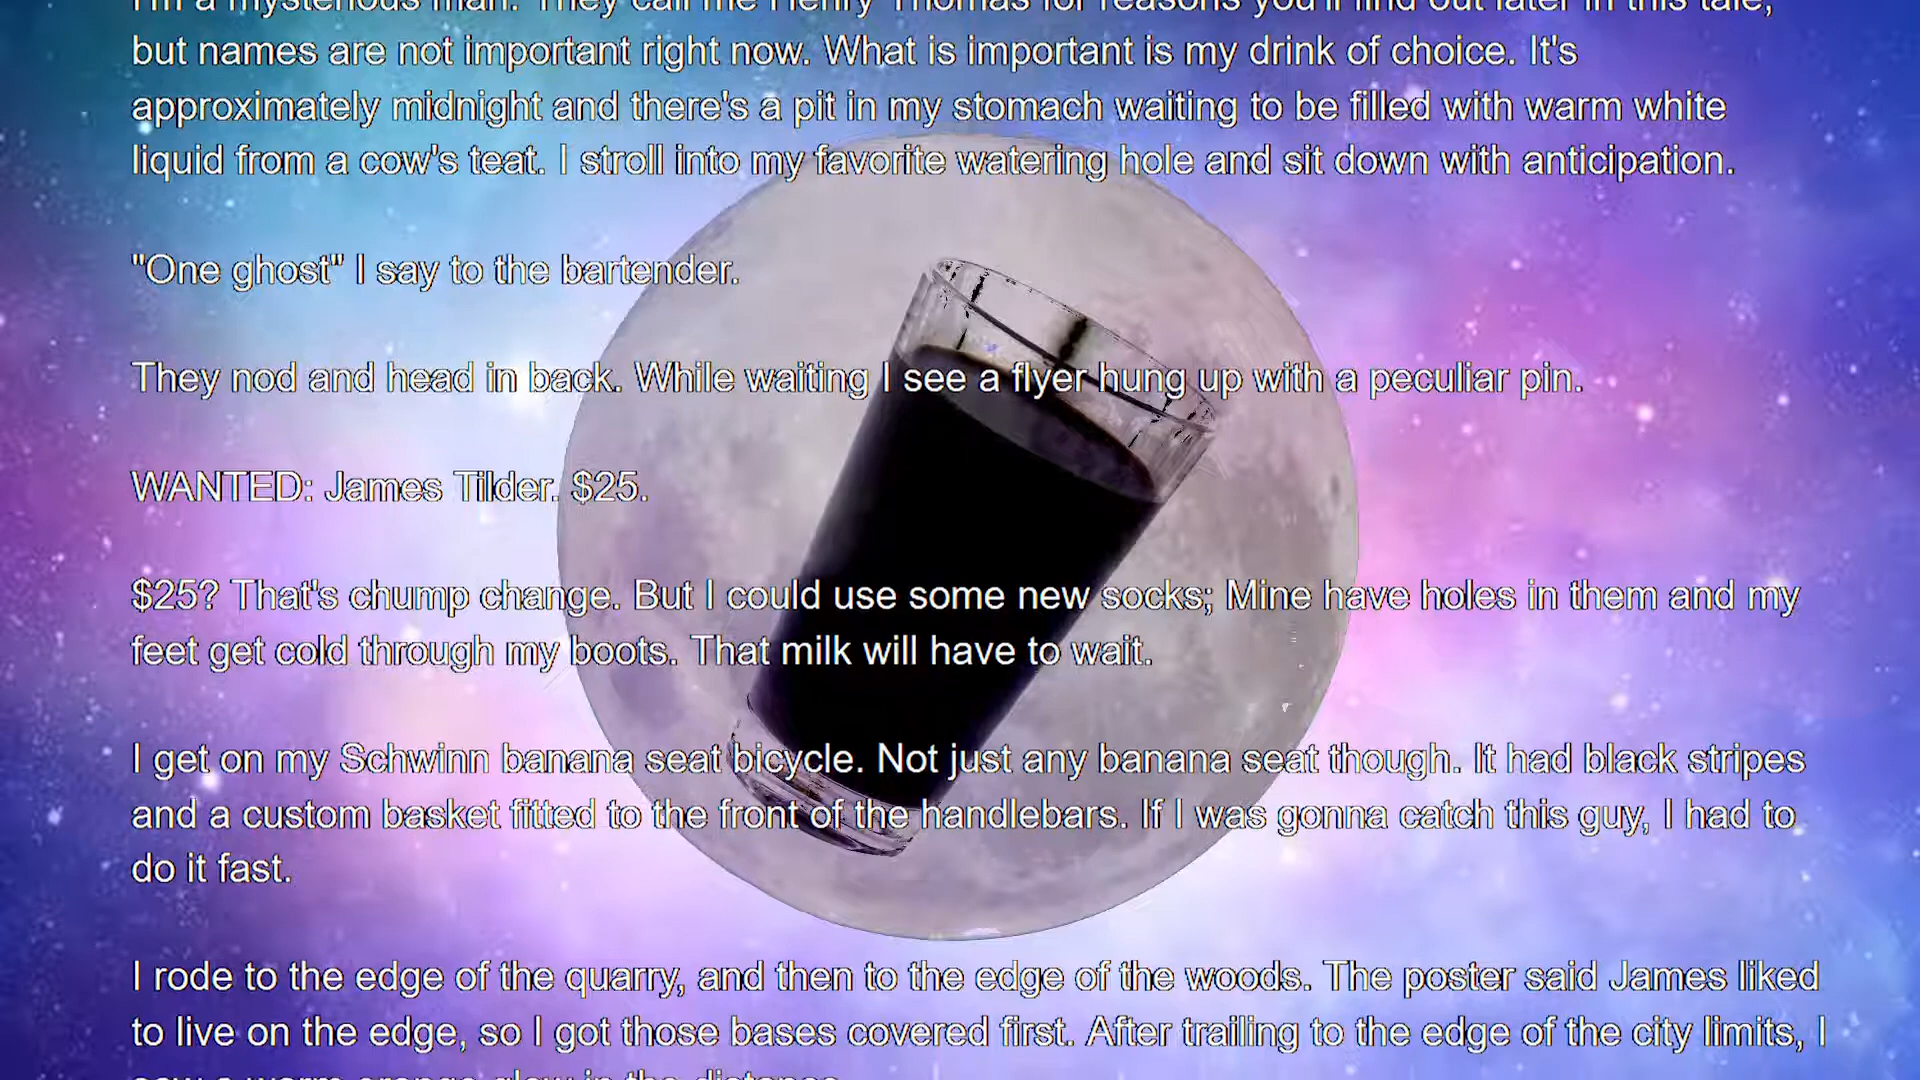 I'm a mysterious man. They call me Henry Thomas for reasons you'll find out later in this tale,
but names are not important right now. What is important is my drink of choice. It's
approximately midnight and there's a pit in my stomach waiting to be filled with warm white
liquid from a cow's teat. I stroll into my favorite watering hole and sit down with anticipation.
"One ghost" I say to the bartender.
They nod and head in back. While waiting I see a flyer hung up with a peculiar pin.
WANTED: James Tilder. $25.
$25? That's chump change. But I could use some new socks; Mine have holes in them and my
feet get cold through my boots. That milk will have to wait.
I get on my Schwinn banana seat bicycle. Not just any banana seat though. It had black stripes
and a custom basket fitted to the front of the handlebars. If I was gonna catch this guy, I had to
do it fast.
I rode to the edge of the quarry, and then to the edge of the woods. The poster said James liked
to live on the edge, so I got those bases covered first. After trailing to the edge of the city limits, I
saw a warm orange glow in the distance.